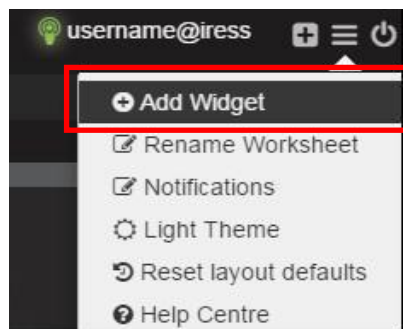 username@iress
Add Widget
Rename Worksheet
Notifications
Light Theme
Reset layout defaults
Help Centre